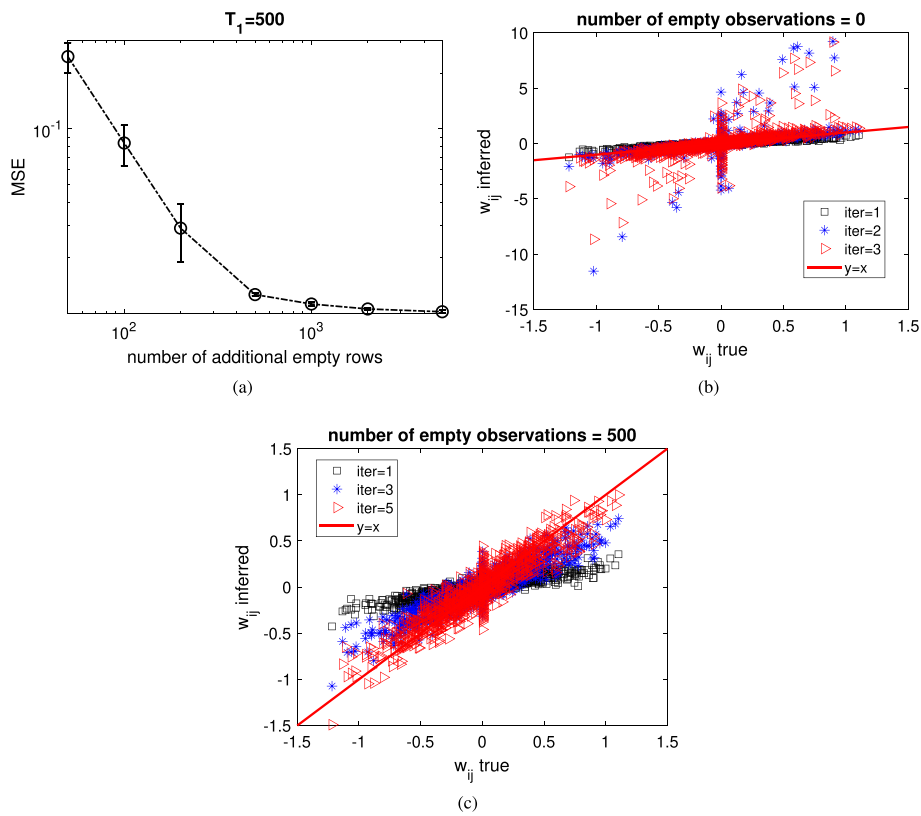 T1=500
MSE
10^-1
10^2
10^3
number of additional empty rows
(a)
number of empty observations = 0
w_ij inferred
10
5
0
-5
-10
-15
-1.5
-1
-0.5
0
0.5
1
1.5
iter=1
iter=2
iter=3
y=x
w_ij true
(b)
number of empty observations = 500
w_ij inferred
1.5
1
0.5
0
-0.5
-1
-1.5
-1.5
-1
-0.5
0
0.5
1
1.5
iter=1
iter=3
iter=5
y=x
w_ij true
(c)